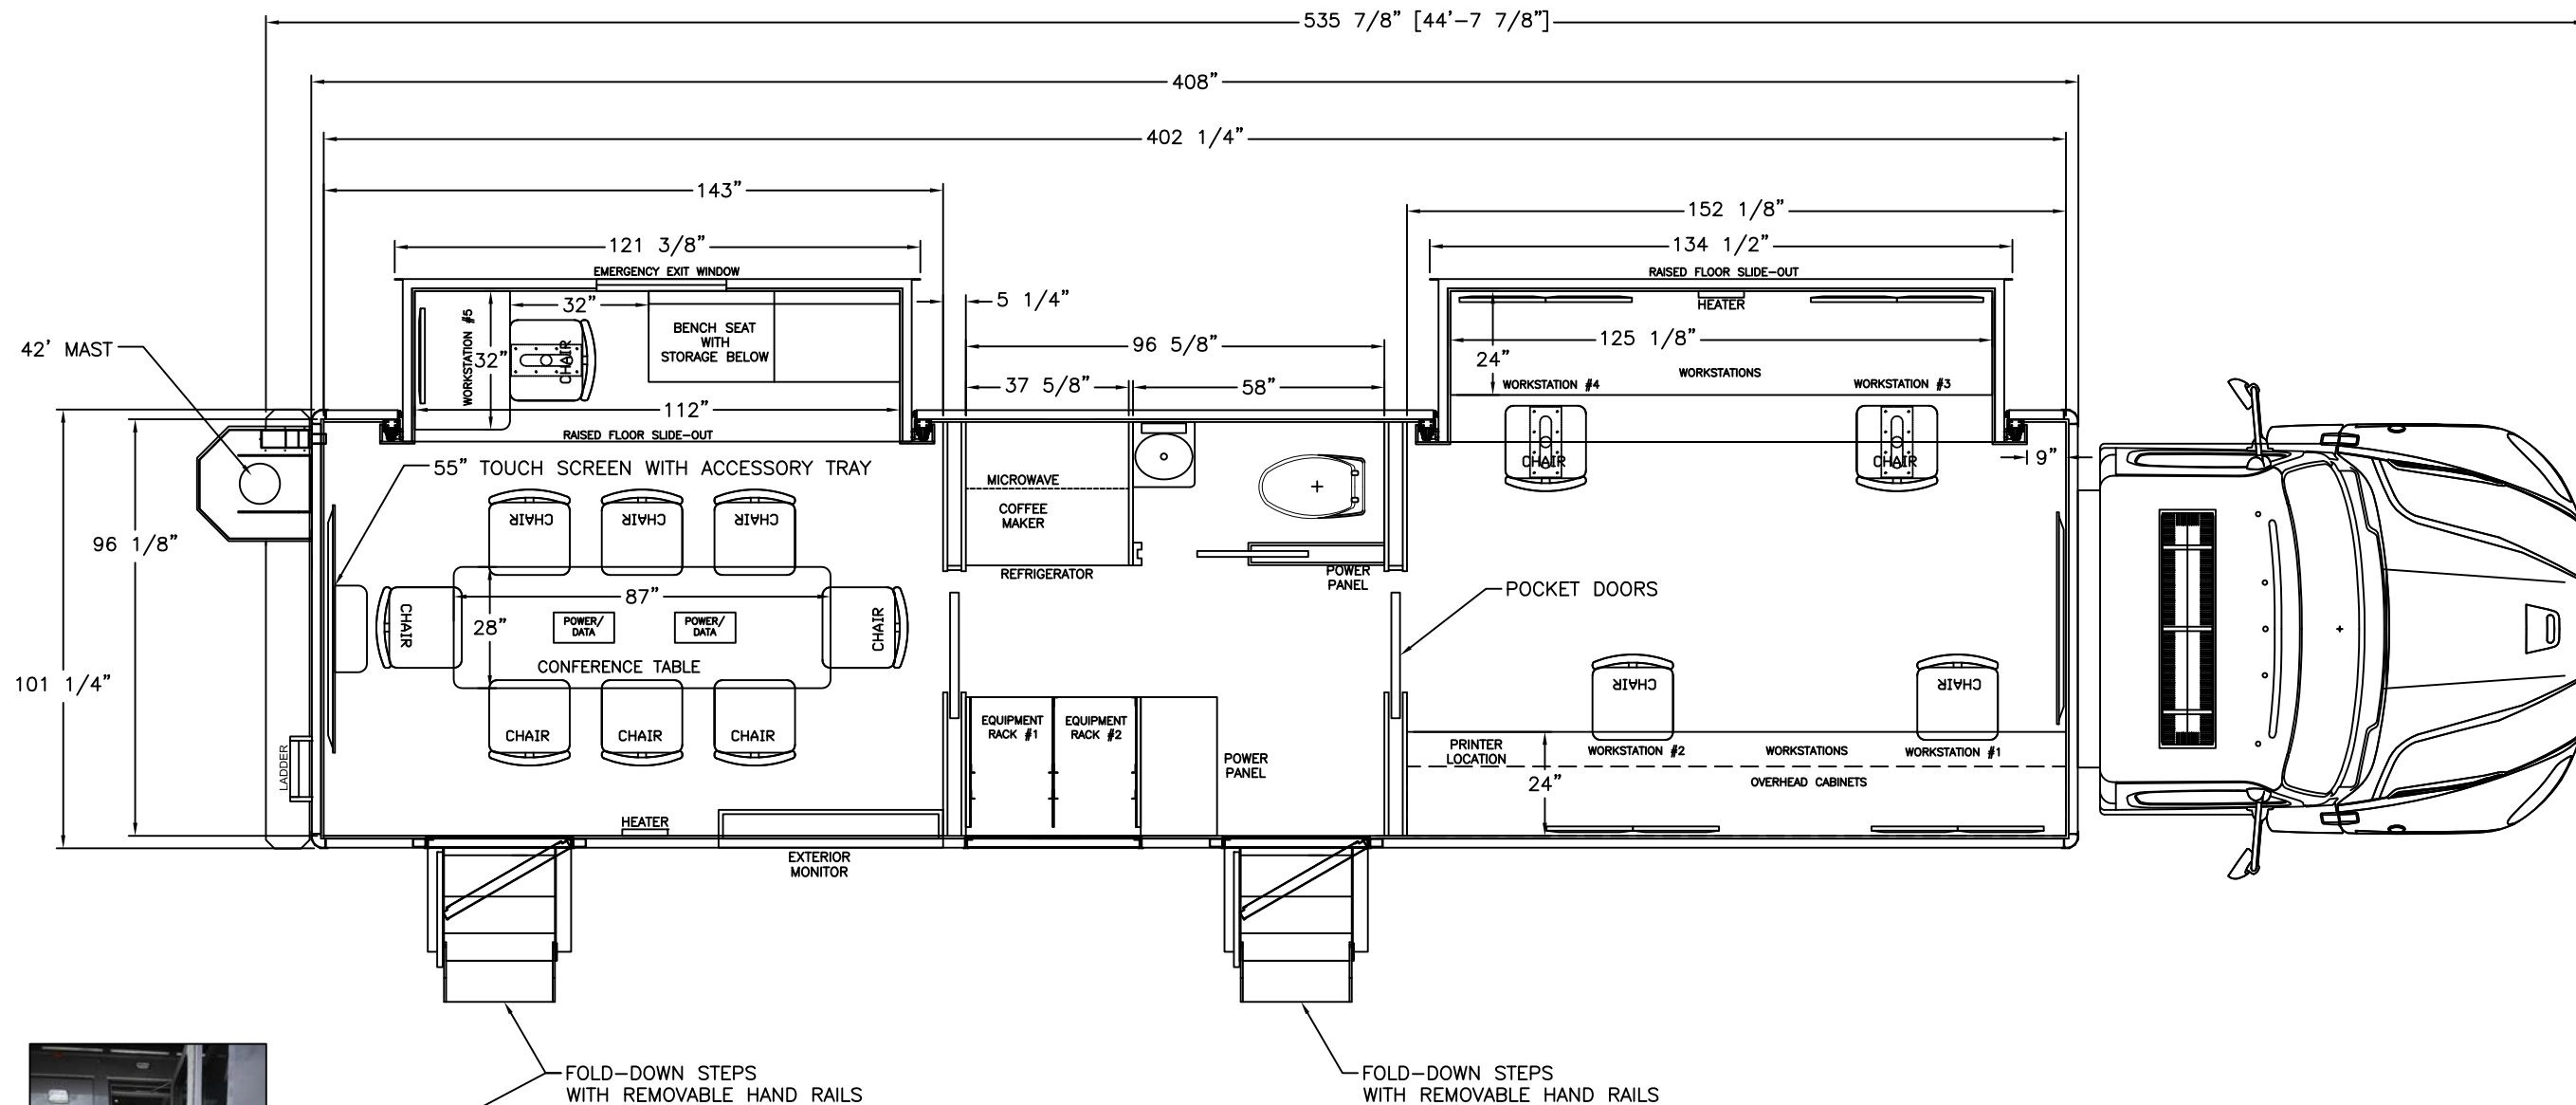 535 7/8" [44'-7 7/8"]
408"
402 1/4"
143"
152 1/8"
121 3/8"
134 1/2"
EMERGENCY EXIT WINDOW
RAISED FLOOR SLIDE-OUT
5 1/4"
32"
HEATER
WORKSTATION #5
32"
CHAIR
BENCH SEAT
WITH
STORAGE BELOW
96 5/8"
125 1/8"
24"
42' MAST
37 5/8"
58"
WORKSTATION #4
WORKSTATIONS
WORKSTATION #3
112"
RAISED FLOOR SLIDE-OUT
55" TOUCH SCREEN WITH ACCESSORY TRAY
CHAIR
CHAIR
9"
MICROWAVE
COFFEE
MAKER
CHAIR
CHAIR
CHAIR
96 1/8"
REFRIGERATOR
POWER
PANEL
POCKET DOORS
87"
CHAIR
28"
POWER/
DATA
POWER/
DATA
CHAIR
CONFERENCE TABLE
101 1/4"
CHAIR
CHAIR
CHAIR
CHAIR
CHAIR
EQUIPMENT
RACK #1
EQUIPMENT
RACK #2
LADDER
POWER
PANEL
PRINTER
LOCATION
WORKSTATION #2
WORKSTATIONS
WORKSTATION #1
24"
OVERHEAD CABINETS
HEATER
EXTERIOR
MONITOR
FOLD-DOWN STEPS
WITH REMOVABLE HAND RAILS
FOLD-DOWN STEPS
WITH REMOVABLE HAND RAILS